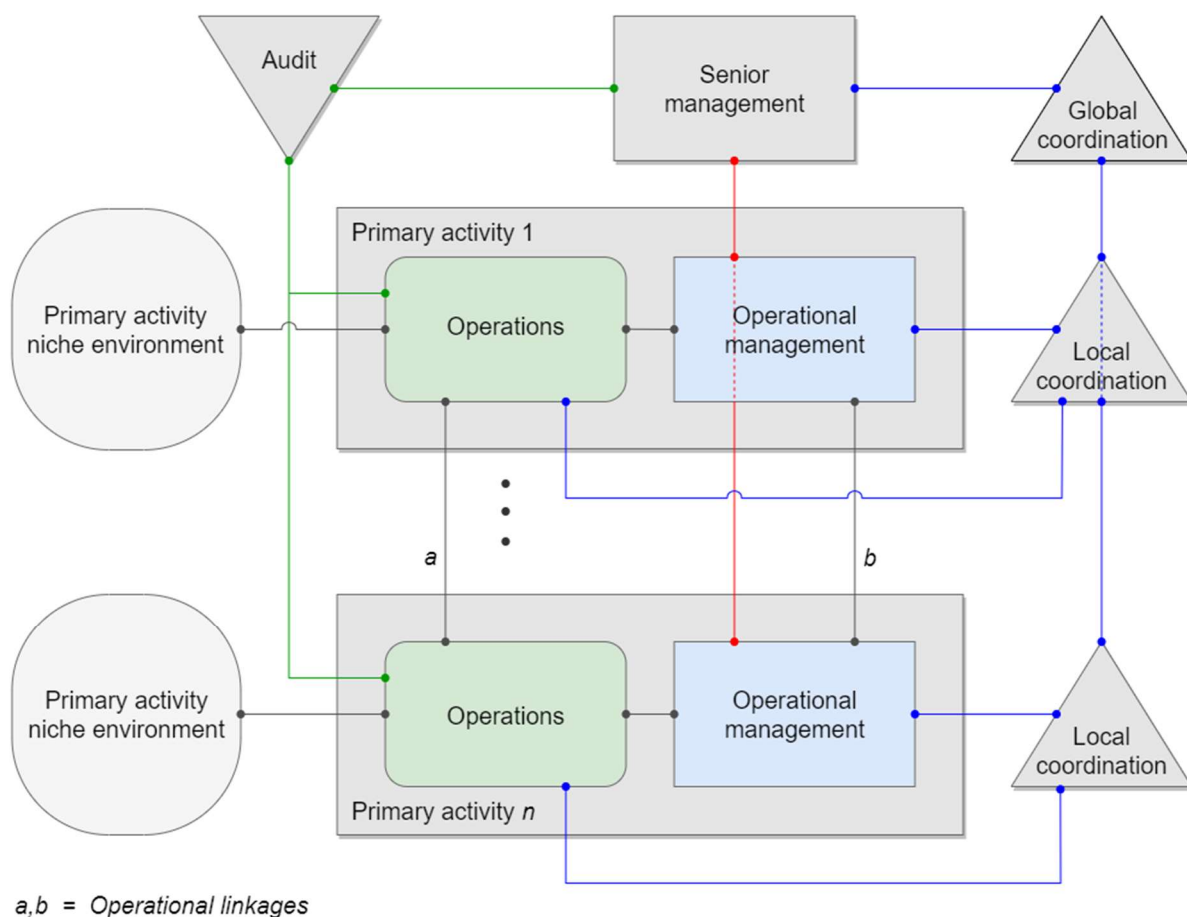 Audit
Senior
management
Global
coordination
Primary activity 1
Primary activity
niche environment
Operations
Operational
management
Local
coordination
a
b
Primary activity
niche environment
Operations
Operational
management
Local
coordination
Primary activity n
a,b = Operational linkages